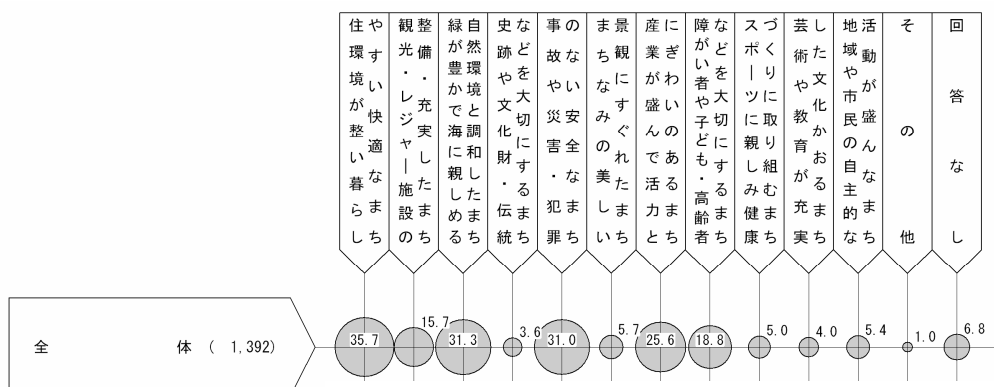 住環境が整い暮らし
やすい快適なまち
観光・レジャー施設の
整備・充実したまち
緑が豊かで海に親しめる
自然環境と調和したまち
史跡や文化財・伝統
などを大切にするまち
事故や災害・犯罪
のない安全なまち
まちなみの美しい
景観にすぐれたまち
産業が盛んで活力と
にぎわいのあるまち
障がい者や子ども・高齢者
などを大切にするまち
スポーツに親しみ健康
づくりに取り組むまち
芸術や教育が充実
した文化かおるまち
地域や市民の自主的な
活動が盛んなまち
その他
回答なし
全体 ( 1,392)
35.7
15.7
31.3
3.6
31.0
5.7
25.6
18.8
5.0
4.0
5.4
1.0
6.8